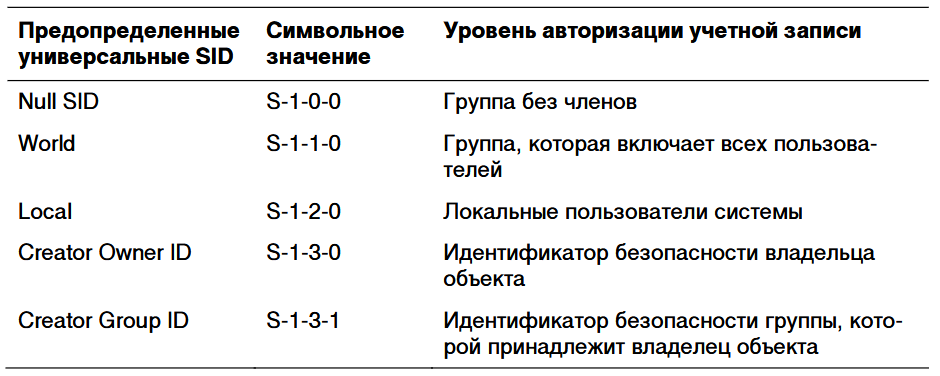 Предопределенные Символьное Уровень авторизации учетной записи
универсальные SID значение
Null SID S-1-0-0 Группа без членов
World S-1-1-0 Группа, которая включает всех пользова-
телей
Local S-1-2-0 Локальные пользователи системы
Creator Owner ID S-1-3-0 Идентификатор безопасности владельца
объекта
Creator Group ID S-1-3-1 Идентификатор безопасности группы, кото-
рой принадлежит владелец объекта